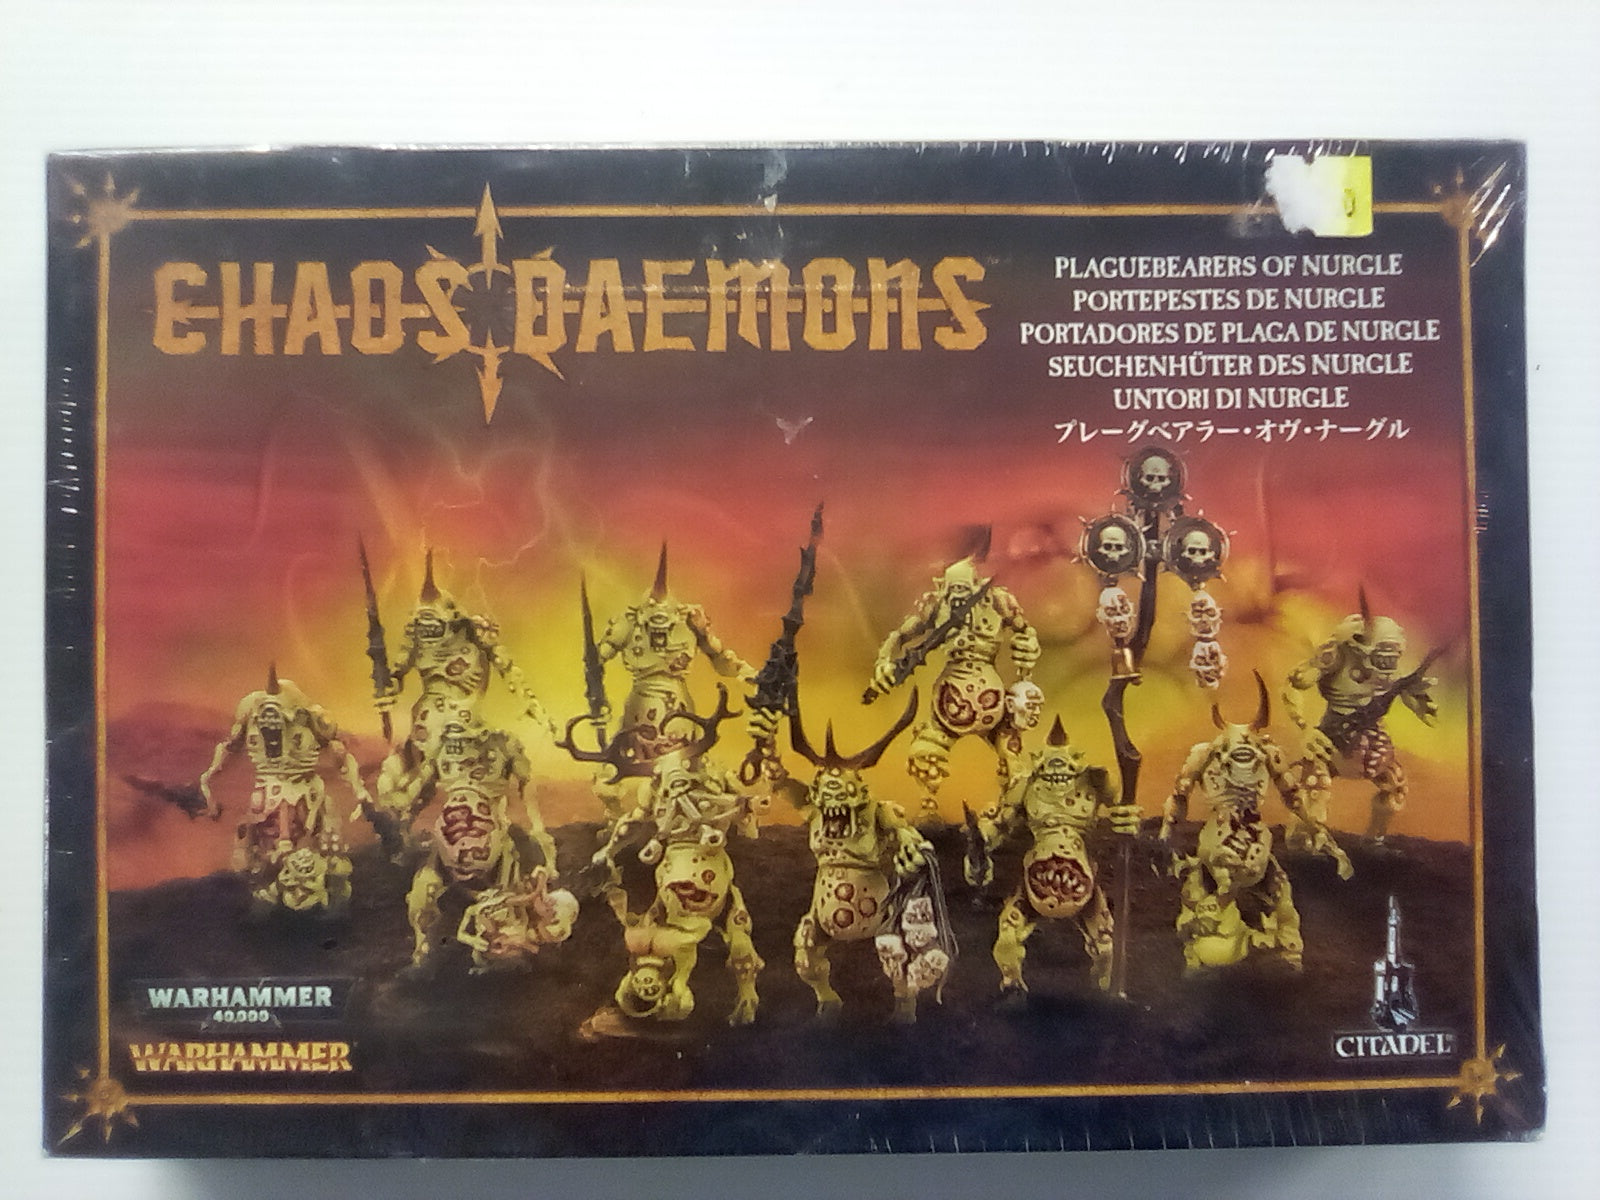 CHAOS DAEMONS
PLAGUEBEARERS OF NURGLE
PORTEPESTES DE NURGLE
PORTADORES DE PLAGA DE NURGLE
SEUCHENHÜTER DES NURGLE
UNTORI DI NURGLE
プレーグベアラー・オヴ・ナーグル
WARHAMMER
40,000
WARHAMMER
CITADEL